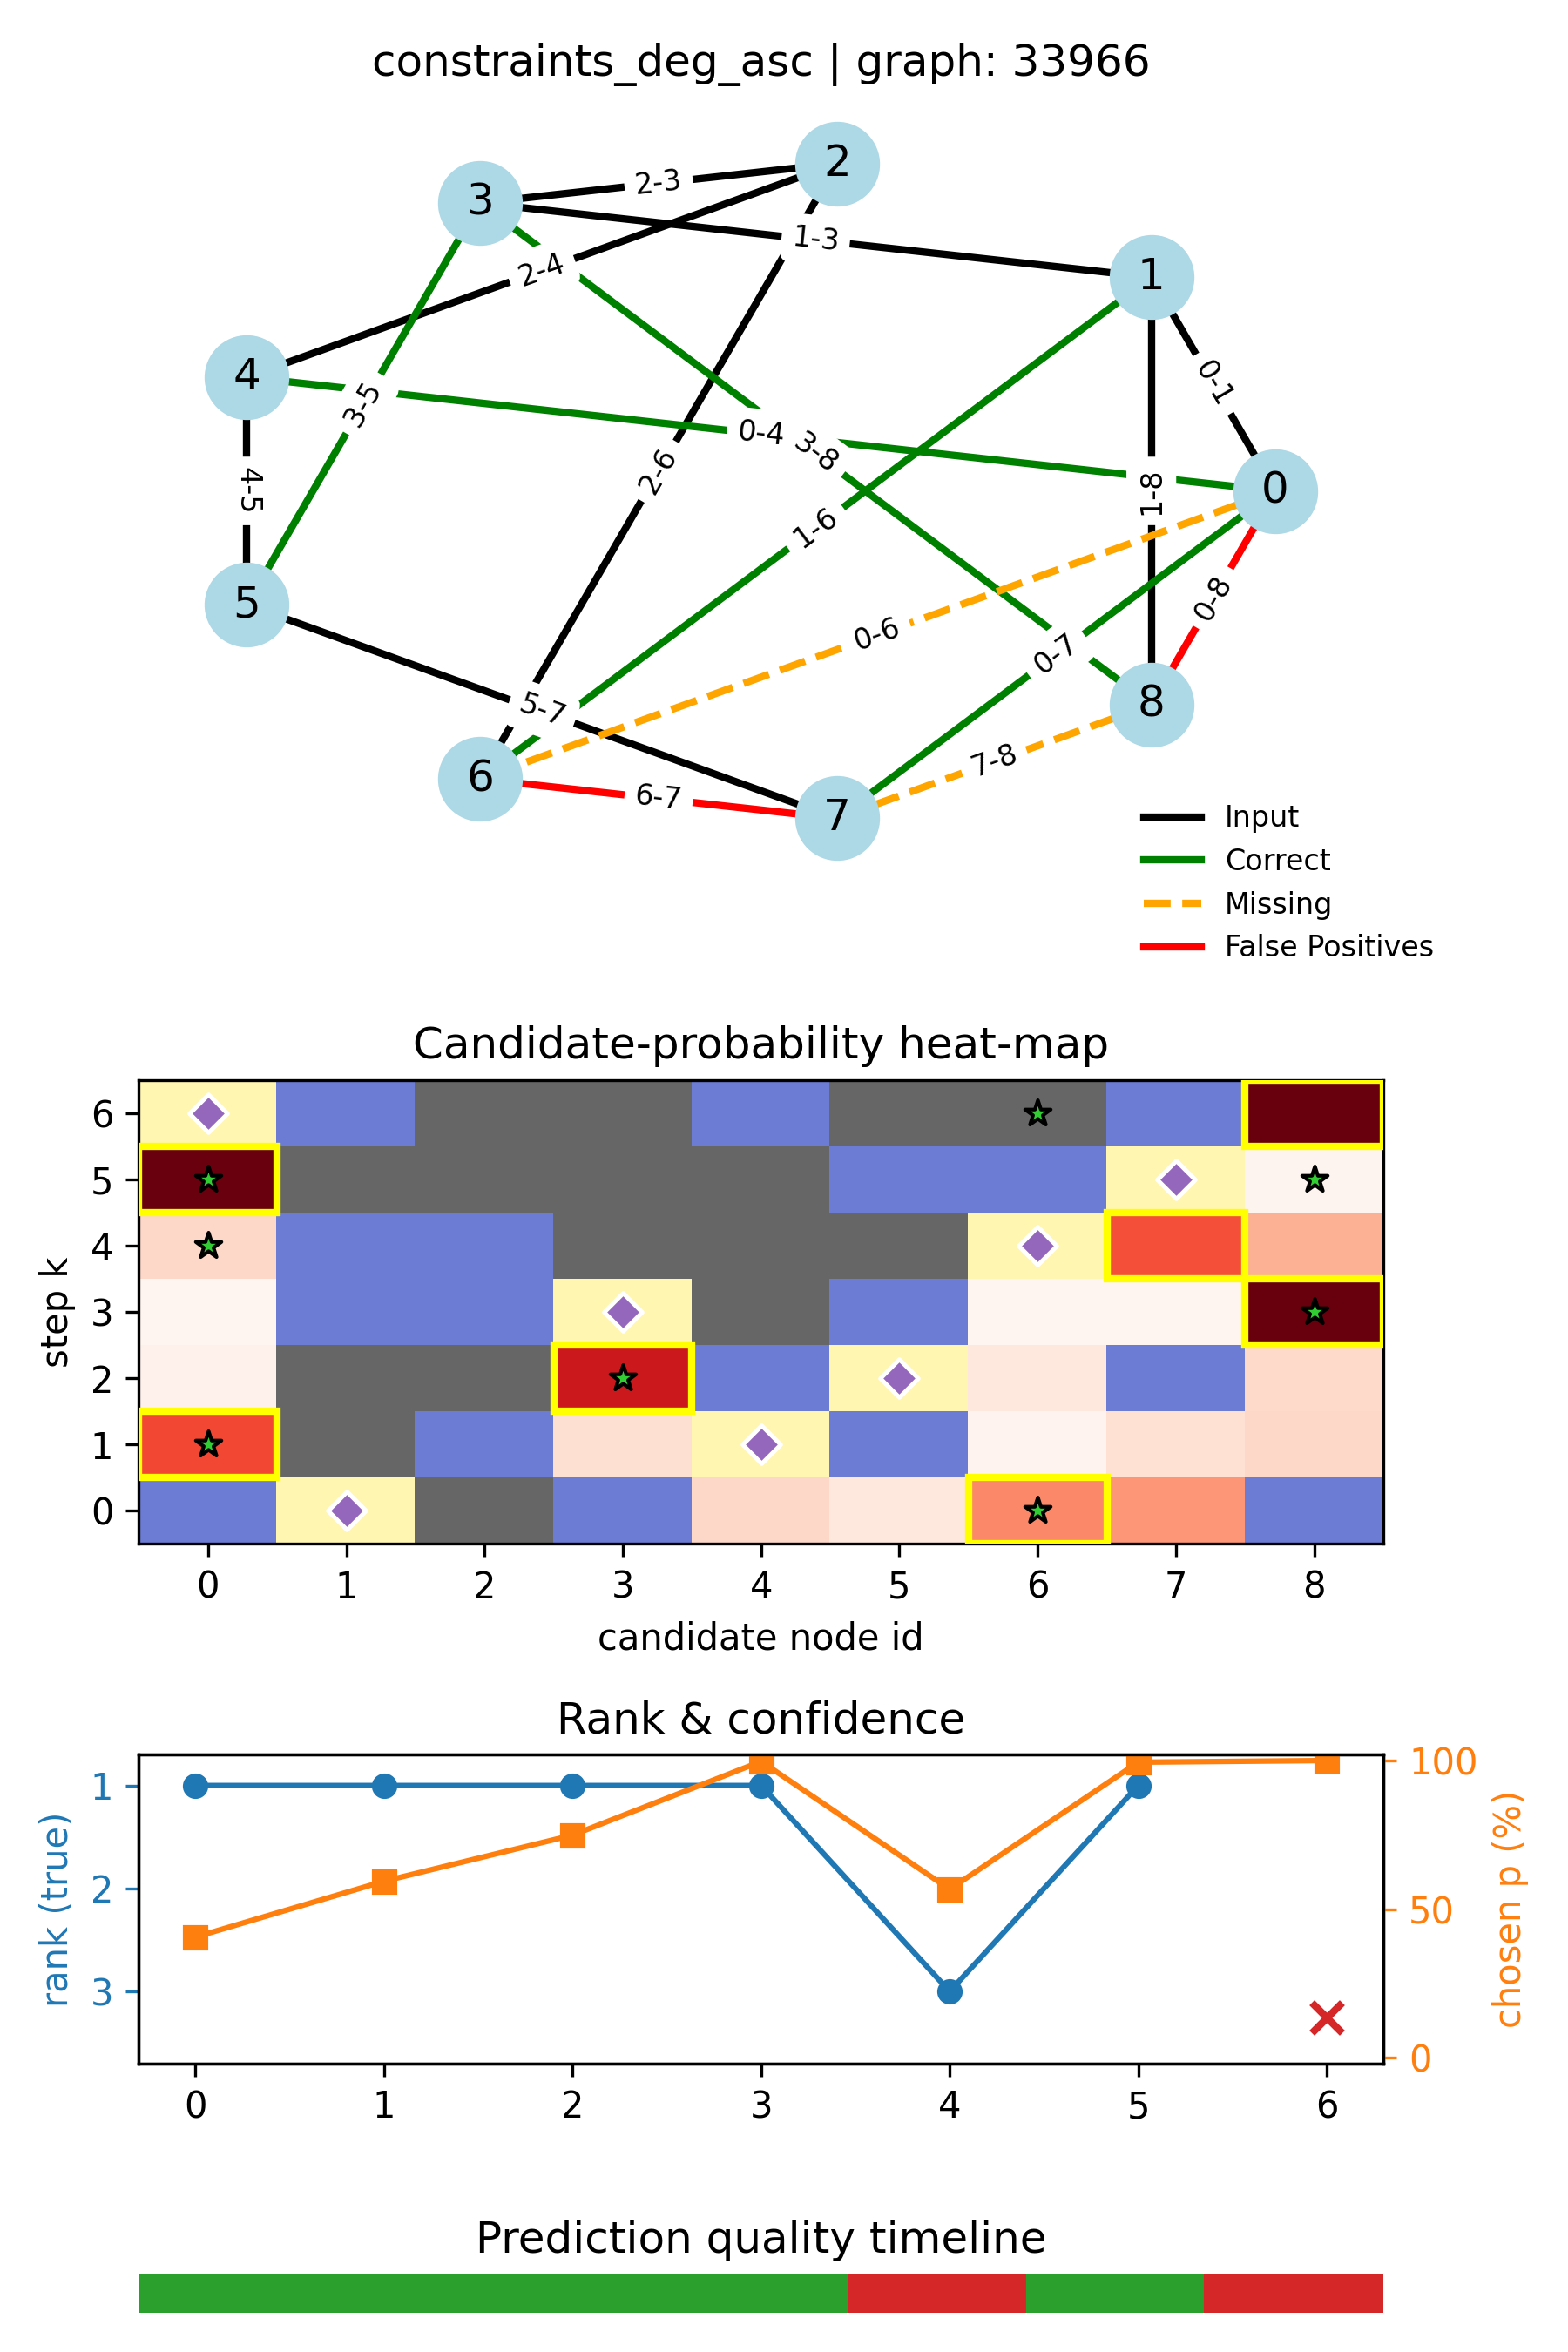 constraints_deg_asc | graph: 33966
2
3
2-3
1-3
1
2-4
0-1
4
3-5
0-4
3-8
2-6
4-5
1-8
0
1-6
5
0-8
0-6
0-7
5-7
8
7-8
6
6-7
7
Input
Correct
Missing
False Positives
Candidate-probability heat-map
step k
6
5
4
3
2
1
0
0 1 2 3 4 5 6 7 8
candidate node id
Rank & confidence
rank (true)
1
2
3
100
50
0
chosen p (%)
0 1 2 3 4 5 6
Prediction quality timeline